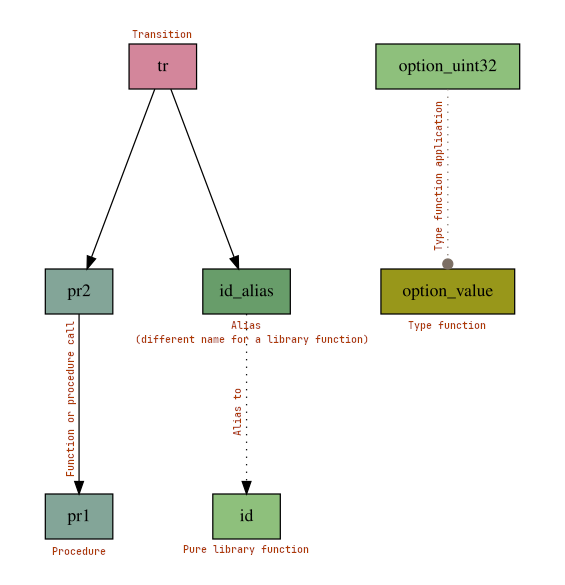 Transition
tr
option_uint32
Type function application
pr2
id_alias
option_value
Alias
(different name for a library function)
Type function
Function or procedure call
Alias to
pr1
id
Procedure
Pure library function